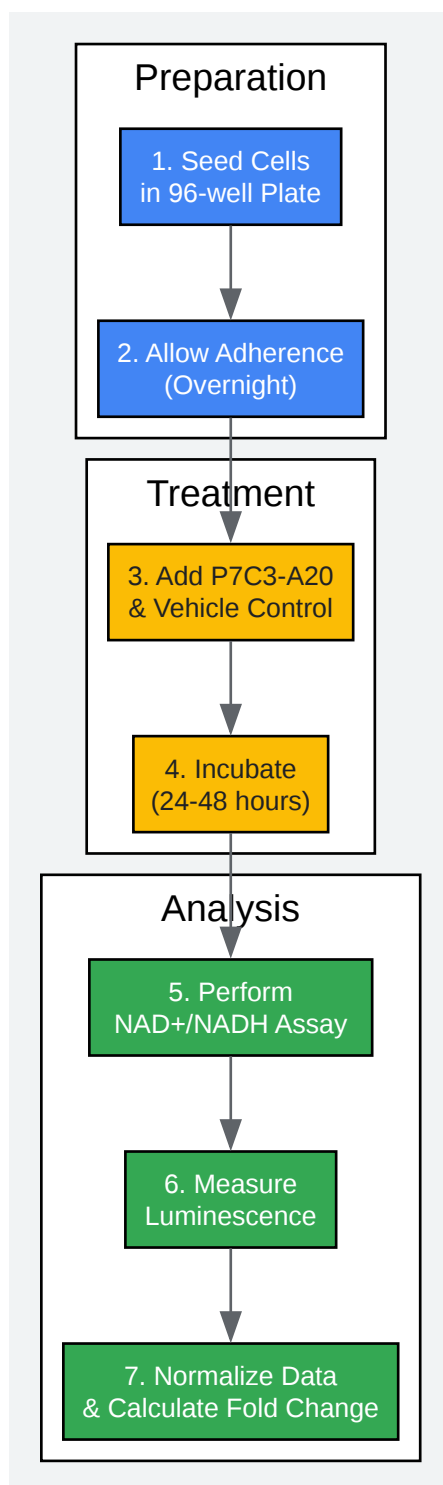 Preparation
1. Seed Cells
in 96-well Plate
2. Allow Adherence
(Overnight)
Treatment
3. Add P7C3-A20
& Vehicle Control
4. Incubate
(24-48 hours)
Analysis
5. Perform
NAD+/NADH Assay
6. Measure
Luminescence
7. Normalize Data
& Calculate Fold Change